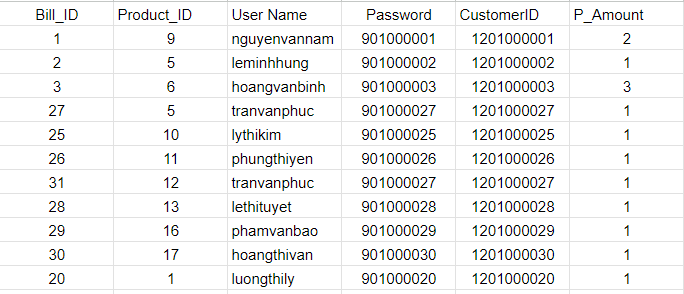 Bill_ID Product_ID User Name Password CustomerID P_Amount
1 9 nguyenvannam 901000001 1201000001 2
2 5 leminhhung 901000002 1201000002 1
3 6 hoangvanbinh 901000003 1201000003 3
27 5 tranvanphuc 901000027 1201000027 1
25 10 lythikim 901000025 1201000025 1
26 11 phungthiyen 901000026 1201000026 1
31 12 tranvanphuc 901000027 1201000027 1
28 13 lethituyet 901000028 1201000028 1
29 16 phamvanbao 901000029 1201000029 1
30 17 hoangthivan 901000030 1201000030 1
20 1 luongthily 901000020 1201000020 1